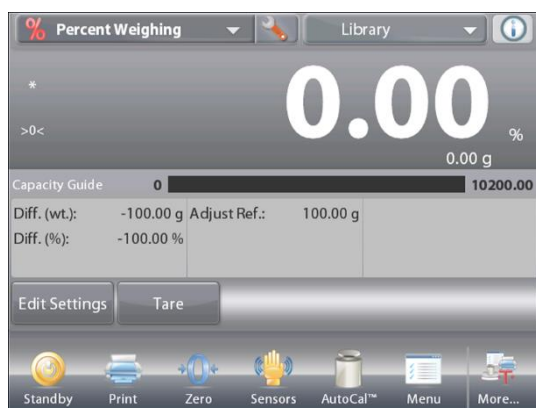 % Percent Weighing Library i
*
0.00 %
>0<
0.00 g
Capacity Guide 0 10200.00
Diff. (wt.): -100.00 g Adjust Ref.: 100.00 g
Diff. (%): -100.00 %
Edit Settings Tare
Standby Print Zero Sensors AutoCal™ Menu More...